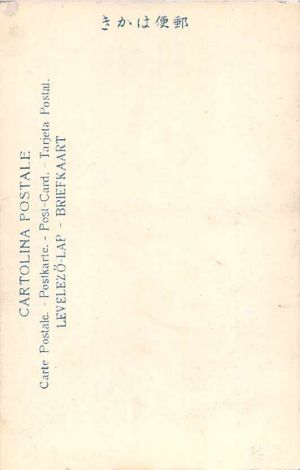 きかは便郵
CARTOLINA POSTALE
Carte Postale. - Postkarte. - Post-Card. - Tarjeta Postal.
LEVELEZŐ-LAP - BRIEFKAART